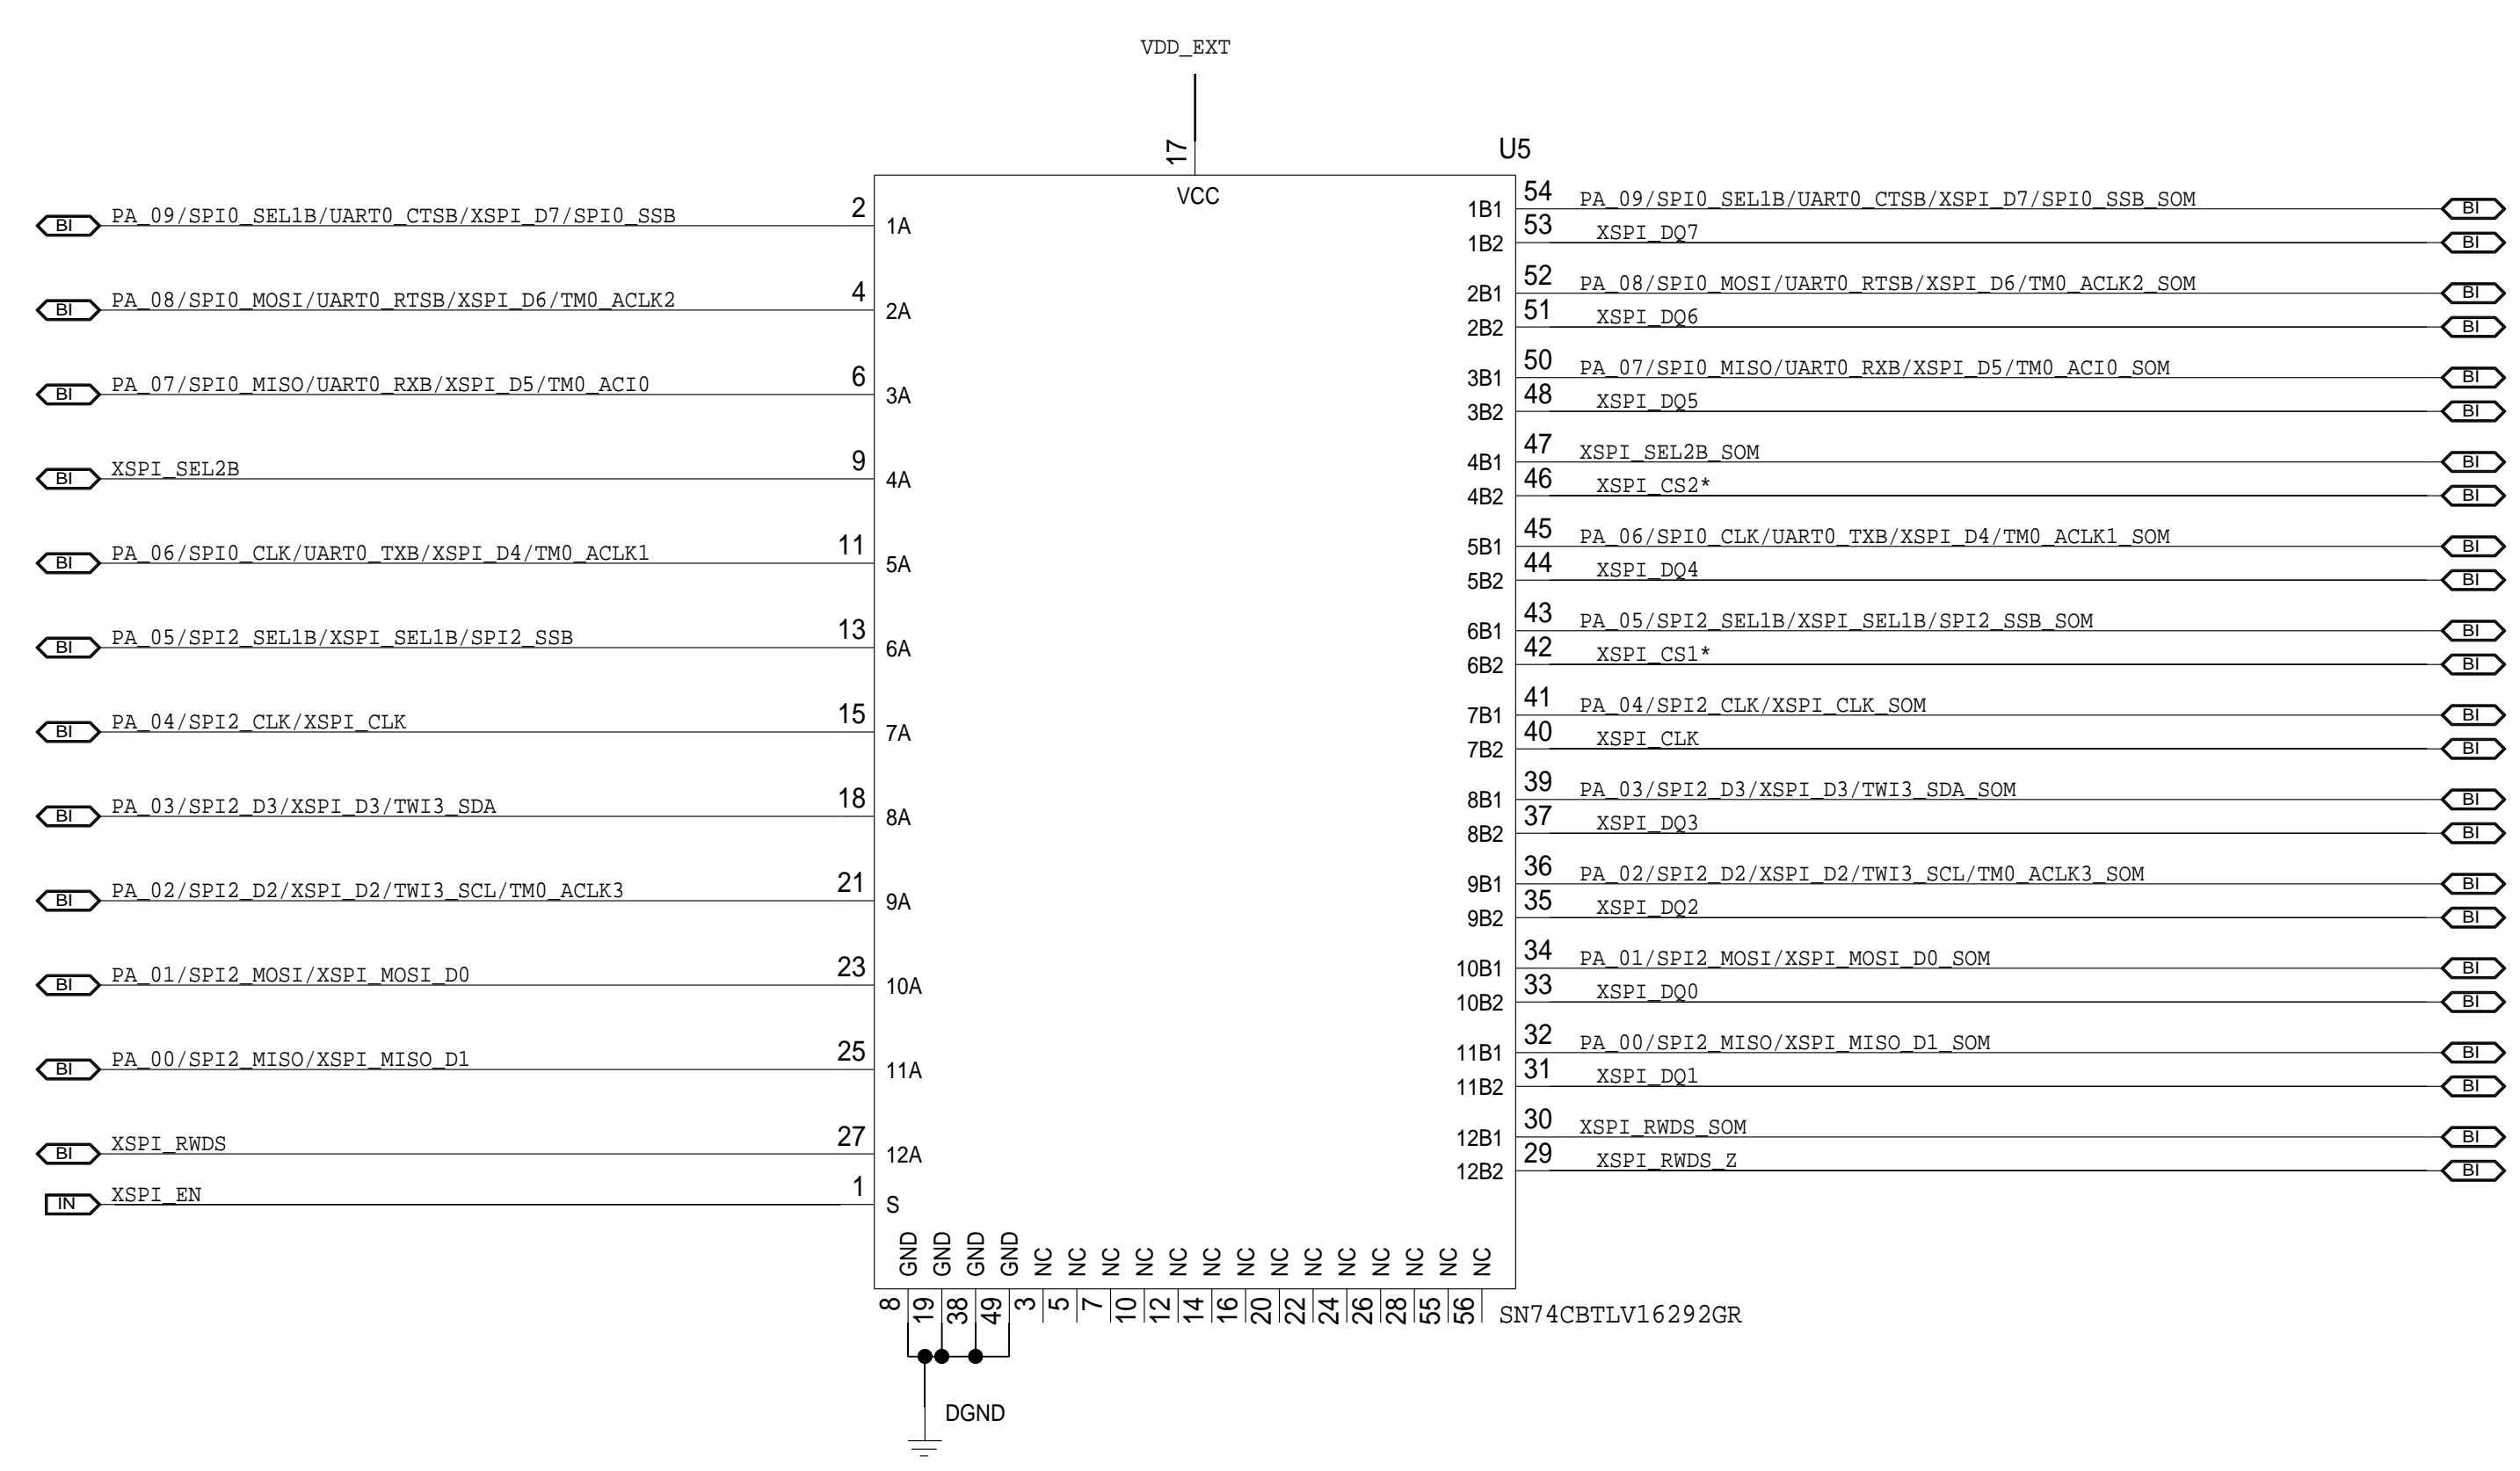 VDD_EXT
17
U5
VCC
BI PA_09/SPI0_SEL1B/UART0_CTSB/XSPI_D7/SPI0_SSB 2 1A
1B1 54 PA_09/SPI0_SEL1B/UART0_CTSB/XSPI_D7/SPI0_SSB_SOM BI
1B2 53 XSPI_DQ7 BI
BI PA_08/SPI0_MOSI/UART0_RTSB/XSPI_D6/TM0_ACLK2 4 2A
2B1 52 PA_08/SPI0_MOSI/UART0_RTSB/XSPI_D6/TM0_ACLK2_SOM BI
2B2 51 XSPI_DQ6 BI
BI PA_07/SPI0_MISO/UART0_RXB/XSPI_D5/TM0_ACI0 6 3A
3B1 50 PA_07/SPI0_MISO/UART0_RXB/XSPI_D5/TM0_ACI0_SOM BI
3B2 48 XSPI_DQ5 BI
BI XSPI_SEL2B 9 4A
4B1 47 XSPI_SEL2B_SOM BI
4B2 46 XSPI_CS2* BI
BI PA_06/SPI0_CLK/UART0_TXB/XSPI_D4/TM0_ACLK1 11 5A
5B1 45 PA_06/SPI0_CLK/UART0_TXB/XSPI_D4/TM0_ACLK1_SOM BI
5B2 44 XSPI_DQ4 BI
BI PA_05/SPI2_SEL1B/XSPI_SEL1B/SPI2_SSB 13 6A
6B1 43 PA_05/SPI2_SEL1B/XSPI_SEL1B/SPI2_SSB_SOM BI
6B2 42 XSPI_CS1* BI
BI PA_04/SPI2_CLK/XSPI_CLK 15 7A
7B1 41 PA_04/SPI2_CLK/XSPI_CLK_SOM BI
7B2 40 XSPI_CLK BI
BI PA_03/SPI2_D3/XSPI_D3/TWI3_SDA 18 8A
8B1 39 PA_03/SPI2_D3/XSPI_D3/TWI3_SDA_SOM BI
8B2 37 XSPI_DQ3 BI
BI PA_02/SPI2_D2/XSPI_D2/TWI3_SCL/TM0_ACLK3 21 9A
9B1 36 PA_02/SPI2_D2/XSPI_D2/TWI3_SCL/TM0_ACLK3_SOM BI
9B2 35 XSPI_DQ2 BI
BI PA_01/SPI2_MOSI/XSPI_MOSI_D0 23 10A
10B1 34 PA_01/SPI2_MOSI/XSPI_MOSI_D0_SOM BI
10B2 33 XSPI_DQ0 BI
BI PA_00/SPI2_MISO/XSPI_MISO_D1 25 11A
11B1 32 PA_00/SPI2_MISO/XSPI_MISO_D1_SOM BI
11B2 31 XSPI_DQ1 BI
BI XSPI_RWDS 27 12A
12B1 30 XSPI_RWDS_SOM BI
12B2 29 XSPI_RWDS_Z BI
IN XSPI_EN 1 S
GND GND GND GND NC NC NC NC NC NC NC NC NC NC NC NC NC NC
8 19 38 49 3 5 7 10 12 14 16 20 22 24 26 28 55 56
SN74CBTLV16292GR
DGND